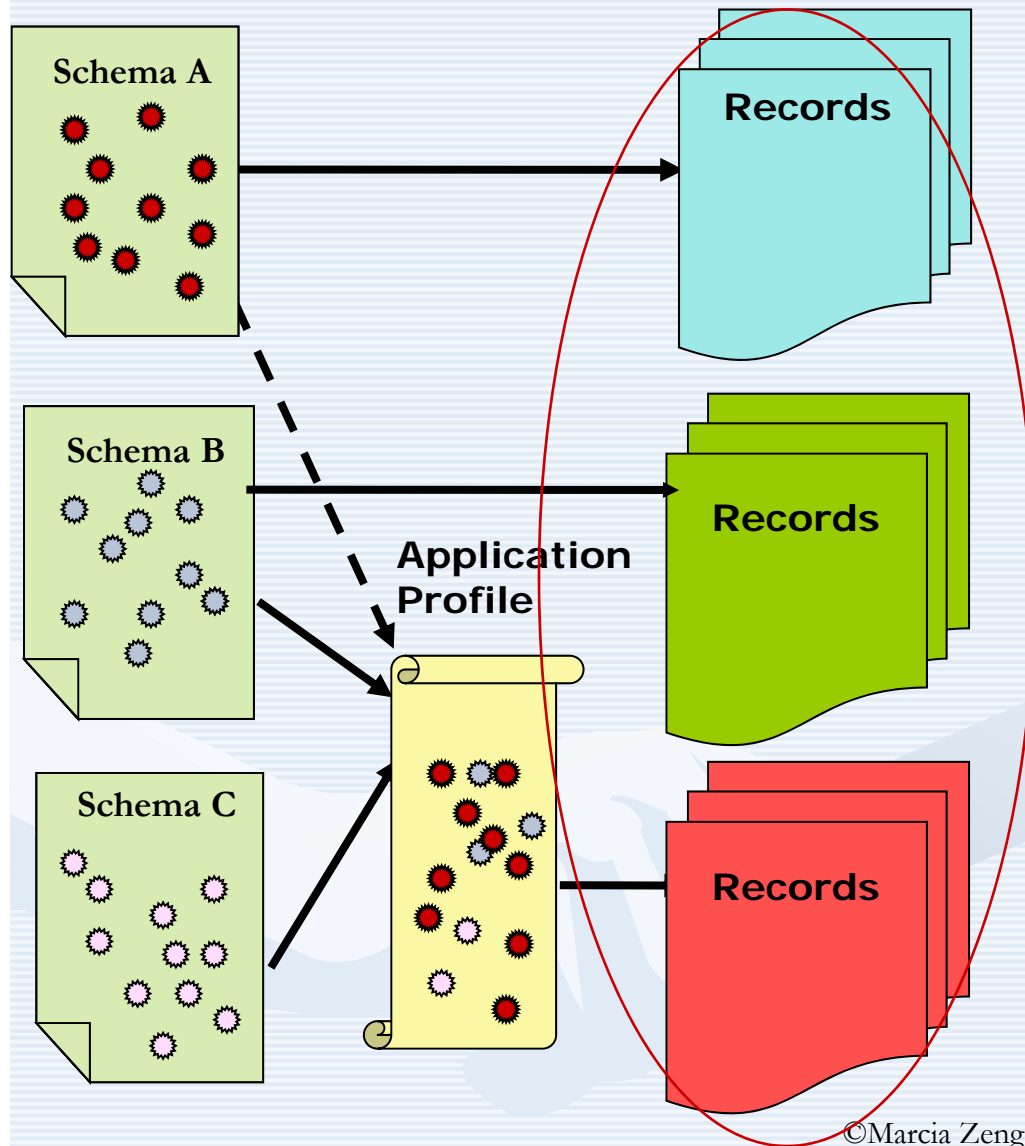 Schema A
Records
Schema B
Records
Application
Profile
Schema C
Records
©Marcia Zeng